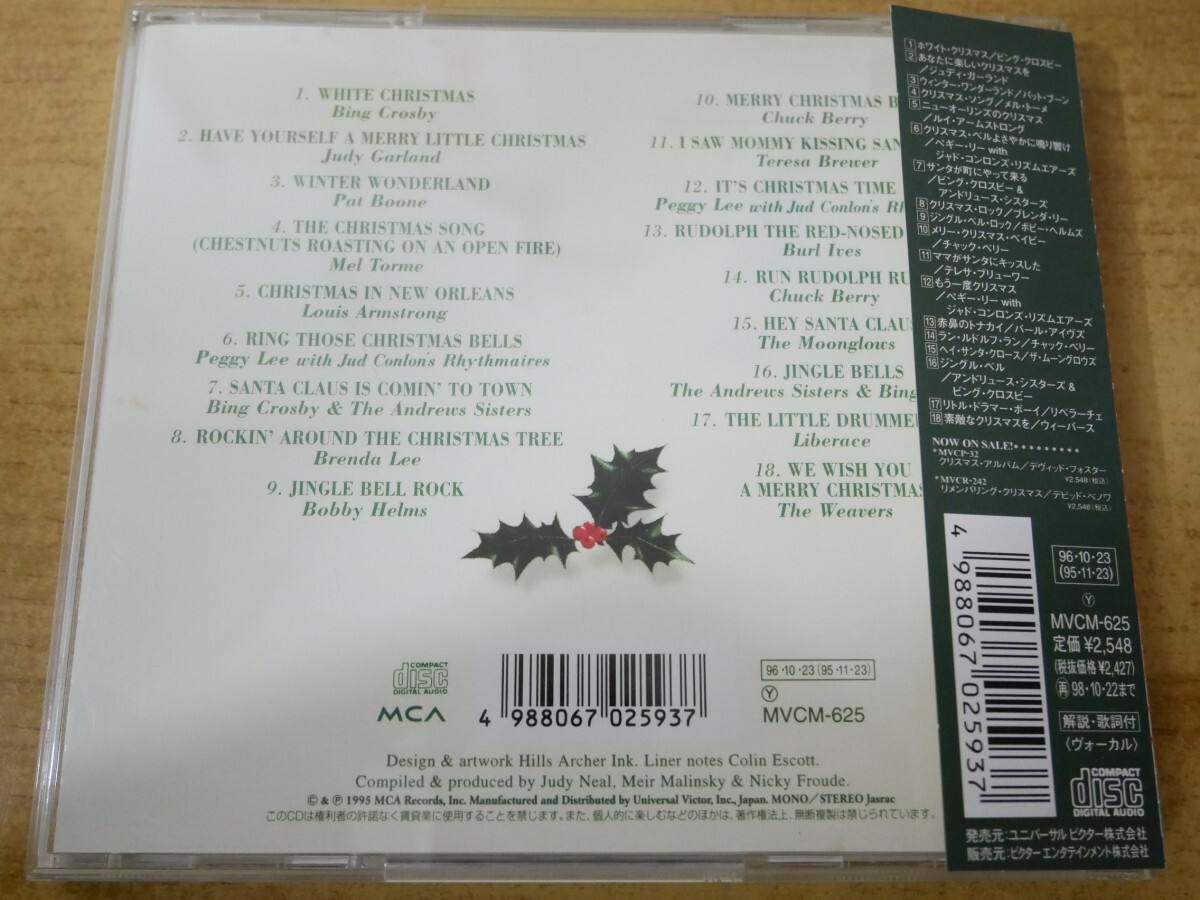 1. WHITE CHRISTMAS
Bing Crosby
2. HAVE YOURSELF A MERRY LITTLE CHRISTMAS
Judy Garland
3. WINTER WONDERLAND
Pat Boone
4. THE CHRISTMAS SONG
(CHESTNUTS ROASTING ON AN OPEN FIRE)
Mel Torme
5. CHRISTMAS IN NEW ORLEANS
Louis Armstrong
6. RING THOSE CHRISTMAS BELLS
Peggy Lee with Jud Conlon's Rhythmaires
7. SANTA CLAUS IS COMIN' TO TOWN
Bing Crosby & The Andrews Sisters
8. ROCKIN' AROUND THE CHRISTMAS TREE
Brenda Lee
9. JINGLE BELL ROCK
Bobby Helms
10. MERRY CHRISTMAS B
Chuck Berry
11. I SAW MOMMY KISSING SAN
Teresa Brewer
12. IT'S CHRISTMAS TIME
Peggy Lee with Jud Conlon's Rh
13. RUDOLPH THE RED-NOSED
Burl Ives
14. RUN RUDOLPH RU
Chuck Berry
15. HEY SANTA CLAUS
The Moonglows
16. JINGLE BELLS
The Andrews Sisters & Bing
17. THE LITTLE DRUMME
Liberace
18. WE WISH YOU
A MERRY CHRISTMAS
The Weavers
COMPACT
disc
DIGITAL AUDIO
MCA
4 988067 025937
96・10・23 (95・11・23)
Y
MVCM-625
Design & artwork Hills Archer Ink. Liner notes Colin Escott.
Compiled & produced by Judy Neal, Meir Malinsky & Nicky Froude.
© & ℗ 1995 MCA Records, Inc. Manufactured and Distributed by Universal Victor, Inc., Japan. MONO／STEREO Jasrac
このCDは権利者の許諾なく賃貸業に使用することを禁じます。また、個人的に楽しむなどのほかは、著作権法上、無断複製は禁じられています。
1 ホワイト・クリスマス／ビング・クロスビー
2 あなたに楽しいクリスマスを
／ジュディ・ガーランド
3 ウィンター・ワンダーランド／パット・ブーン
4 クリスマス・ソング／メル・トーメ
5 ニューオーリンズのクリスマス
／ルイ・アームストロング
6 クリスマス・ベルよさやかに鳴り響け
／ペギー・リー with
ジャド・コンロンズ・リズムエアーズ
7 サンタが町にやって来る
／ビング・クロスビー &
アンドリュース・シスターズ
8 クリスマス・ロック／ブレンダ・リー
9 ジングル・ベル・ロック／ボビー・ヘルムズ
10 メリー・クリスマス・ベイビー
／チャック・ベリー
11 ママがサンタにキッスした
／テレサ・ブリューワー
12 もう一度クリスマス
／ペギー・リー with
ジャド・コンロンズ・リズムエアーズ
13 赤鼻のトナカイ／バール・アイヴズ
14 ラン・ルドルフ・ラン／チャック・ベリー
15 ヘイ・サンタ・クロース／ザ・ムーングロウズ
16 ジングル・ベル
／アンドリュース・シスターズ &
ビング・クロスビー
17 リトル・ドラマー・ボーイ／リベラーチェ
18 素敵なクリスマスを／ウィーバース
NOW ON SALE!
*MVCP-32
クリスマス・アルバム／デヴィッド・フォスター
¥2,548(税込)
*MVCR-242
リメンバリング・クリスマス／デビッド・ベノワ
¥2,548(税込)
4 988067 025937
96・10・23
(95・11・23)
Y
MVCM-625
定価 ¥2,548
(税抜価格 ¥2,427)
再 98・10・22まで
解説・歌詞付
〈ヴォーカル〉
COMPACT
disc
DIGITAL AUDIO
発売元：ユニバーサル ビクター株式会社
販売元：ビクター エンタテインメント株式会社